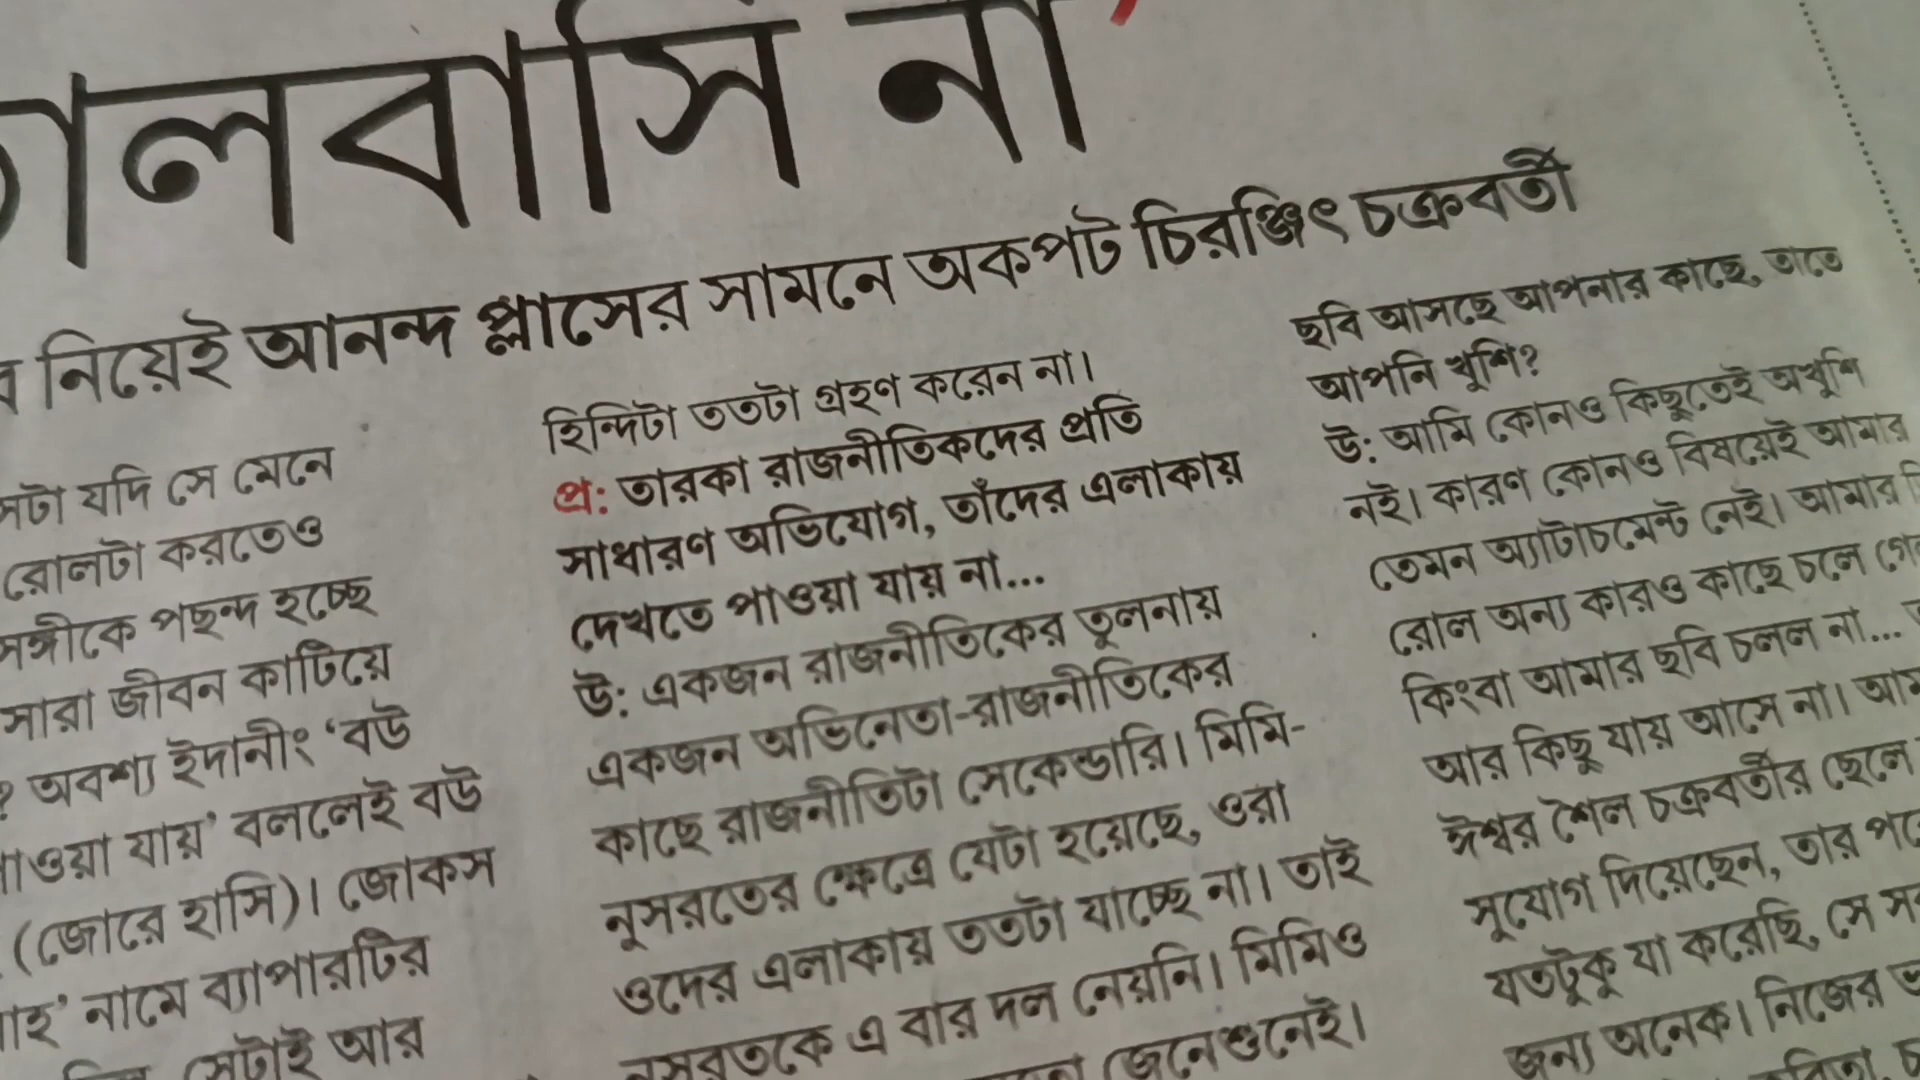 না
নিয়েই আনন্দ প্লাসের সামনে অকপট চিরঞ্জিৎ চক্রবর্তী
যদি সে মেনে
রোলটা করতেও
পছন্দ হচ্ছে
সারা জীবন কাটিয়ে
? অবশ্য ইদানীং ‘বউ
যায়’ বললেই বউ
(জোরে হাসি)। জোকস
নামে ব্যাপারটির
সেটাই আর
হিন্দিটা ততটা গ্রহণ করেন না।
প্র: তারকা রাজনীতিকদের প্রতি
সাধারণ অভিযোগ, তাঁদের এলাকায়
দেখতে পাওয়া যায় না...
উ: একজন রাজনীতিকের তুলনায়
একজন অভিনেতা-রাজনীতিকের
কাছে রাজনীতিটা সেকেন্ডারি। মিমি-
নুসরতের ক্ষেত্রে যেটা হয়েছে, ওরা
ওদের এলাকায় ততটা যাচ্ছে না। তাই
নুসরতকে এ বার দল নেয়নি। মিমিও
জেনেশুনেই।
ছবি আসছে আপনার কাছে, তাতে
আপনি খুশি?
উ: আমি কোনও কিছুতেই অখুশি
নই। কারণ কোনও বিষয়েই আমার
তেমন অ্যাটাচমেন্ট নেই। আমার
রোল অন্য কারও কাছে চলে
কিংবা আমার ছবি চলল না...
আর কিছু যায় আসে না।
ঈশ্বর শৈল চক্রবর্তীর ছেলে
সুযোগ দিয়েছেন, তার
যতটুকু যা করেছি, সে
জন্য অনেক। নিজের